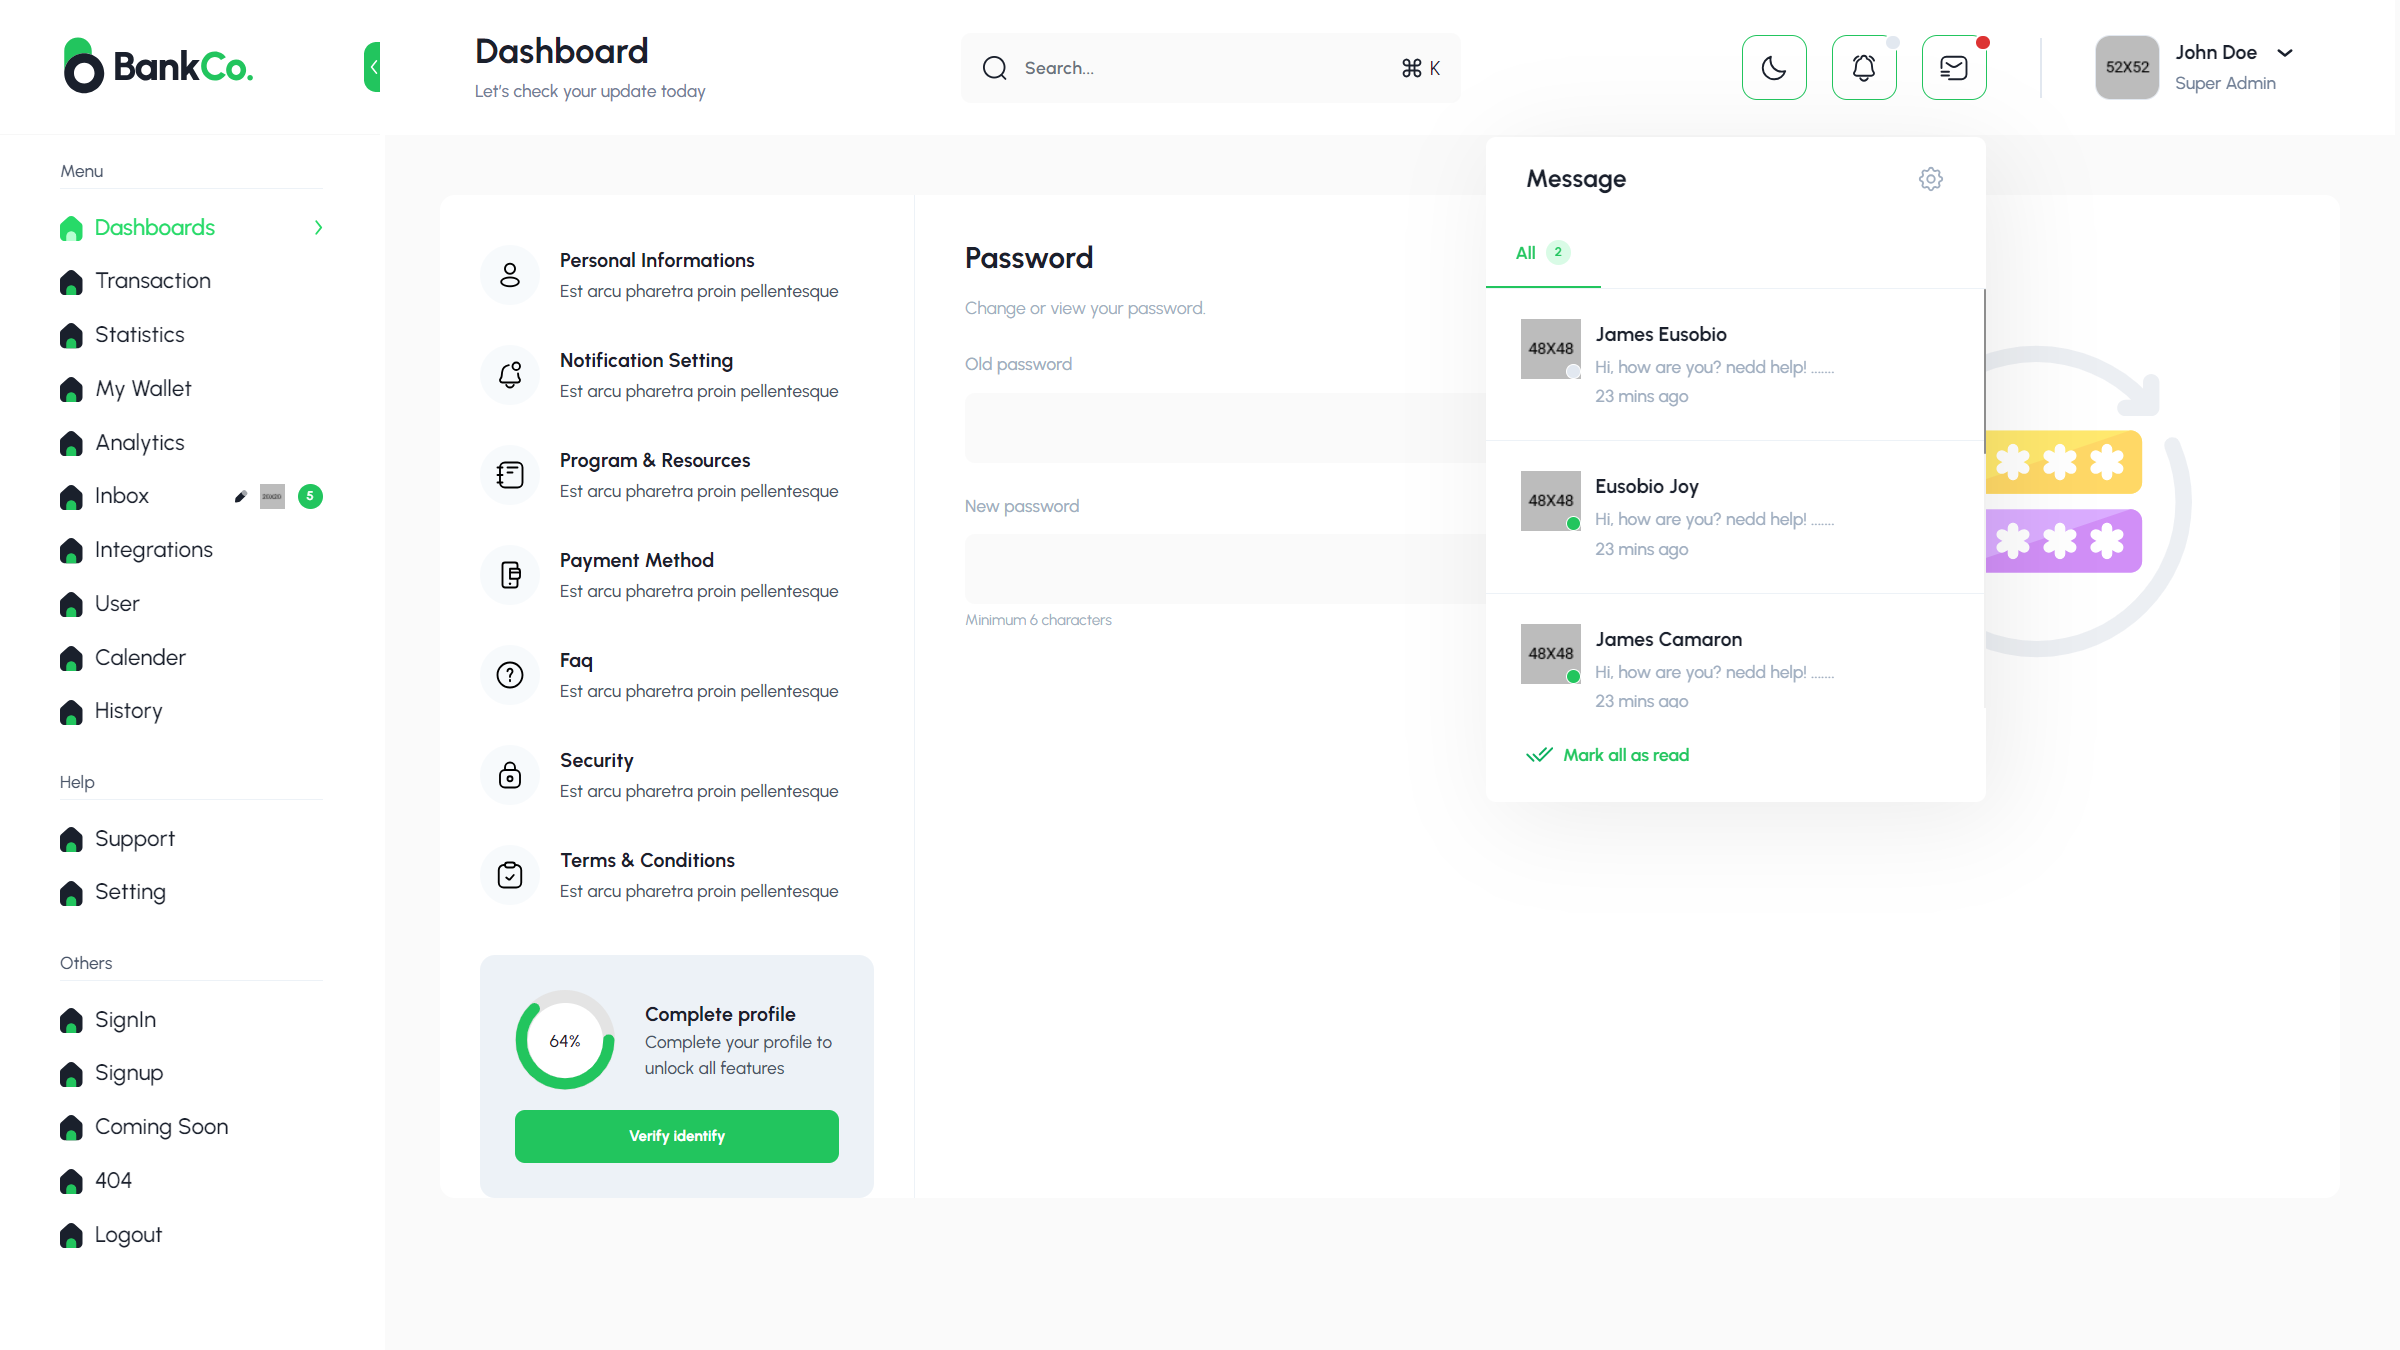 BankCo.
Dashboard
Let's check your update today
Search...
⌘ K
52X52
John Doe
Super Admin
Menu
Dashboards
Transaction
Statistics
My Wallet
Analytics
Inbox
20X20
5
Integrations
User
Calender
History
Help
Support
Setting
Others
SignIn
Signup
Coming Soon
404
Logout
Personal Informations
Est arcu pharetra proin pellentesque
Notification Setting
Est arcu pharetra proin pellentesque
Program & Resources
Est arcu pharetra proin pellentesque
Payment Method
Est arcu pharetra proin pellentesque
Faq
Est arcu pharetra proin pellentesque
Security
Est arcu pharetra proin pellentesque
Terms & Conditions
Est arcu pharetra proin pellentesque
64%
Complete profile
Complete your profile to
unlock all features
Verify identify
Password
Change or view your password.
Old password
New password
Minimum 6 characters
Message
All 2
48X48
James Eusobio
Hi, how are you? nedd help! .......
23 mins ago
48X48
Eusobio Joy
Hi, how are you? nedd help! .......
23 mins ago
48X48
James Camaron
Hi, how are you? nedd help! .......
23 mins ago
Mark all as read